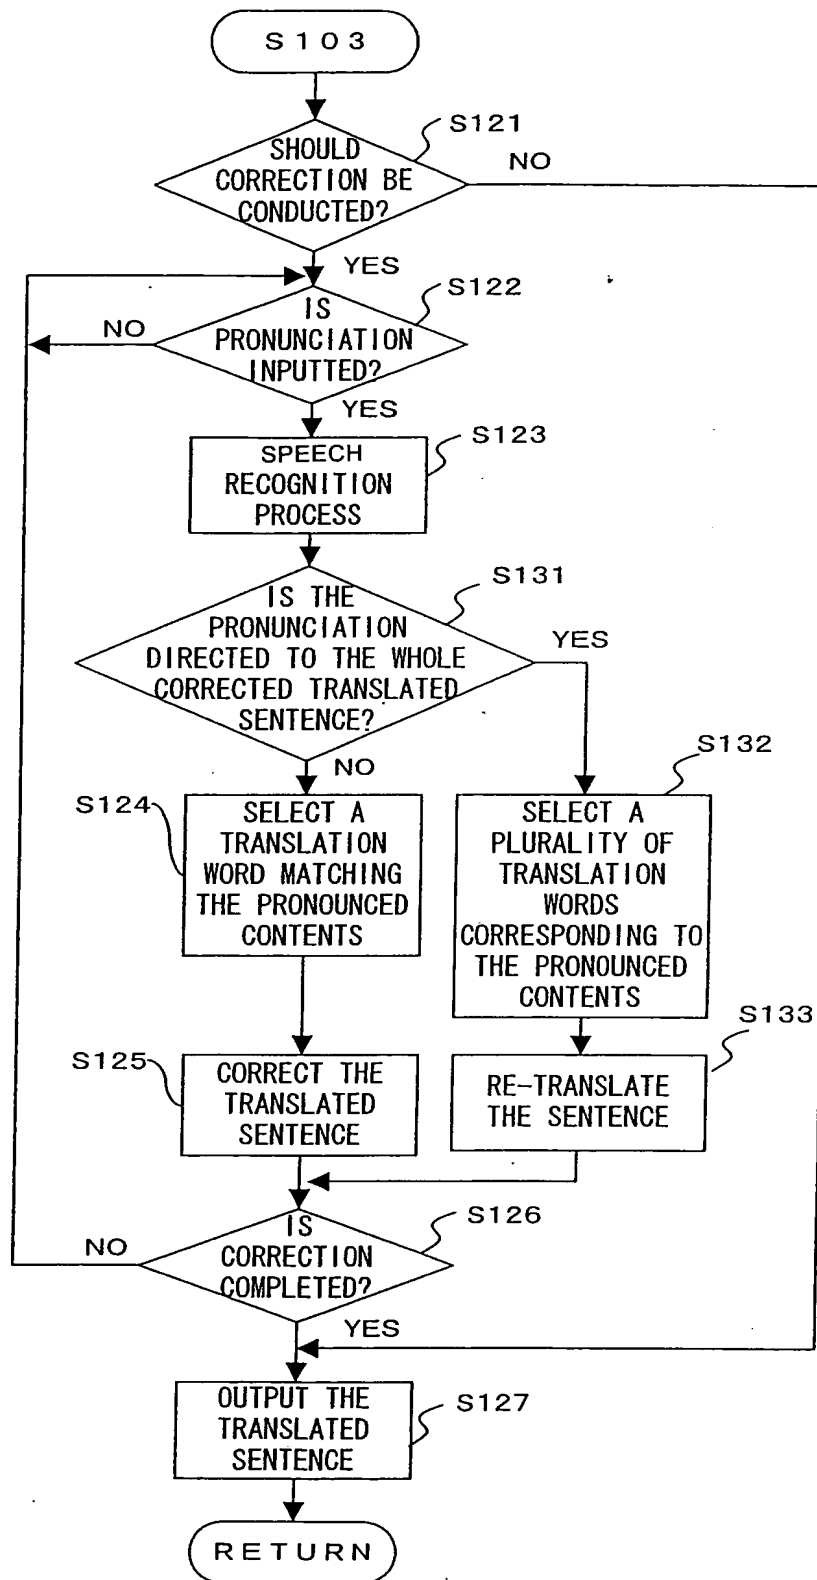 S103
S121
SHOULD
CORRECTION BE
CONDUCTED?
NO
YES
S122
IS
PRONUNCIATION
INPUTTED?
NO
YES
S123
SPEECH
RECOGNITION
PROCESS
S131
IS THE
PRONUNCIATION
DIRECTED TO THE WHOLE
CORRECTED TRANSLATED
SENTENCE?
YES
NO
S124
SELECT A
TRANSLATION
WORD MATCHING
THE PRONOUNCED
CONTENTS
S132
SELECT A
PLURALITY OF
TRANSLATION
WORDS
CORRESPONDING TO
THE PRONOUNCED
CONTENTS
S125
CORRECT THE
TRANSLATED
SENTENCE
S133
RE-TRANSLATE
THE SENTENCE
S126
IS
CORRECTION
COMPLETED?
NO
YES
OUTPUT THE
TRANSLATED
SENTENCE
S127
RETURN